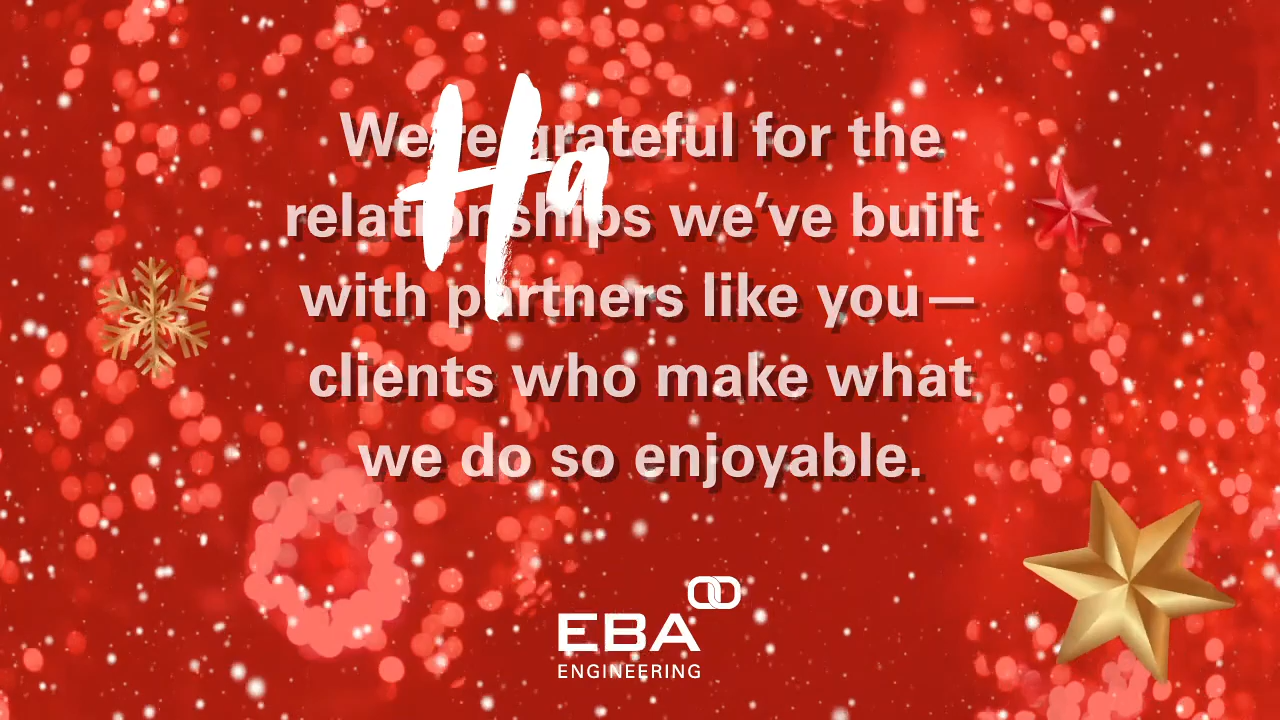 Ha
We're grateful for the
relationships we've built
with partners like you—
clients who make what
we do so enjoyable.
EBA
ENGINEERING